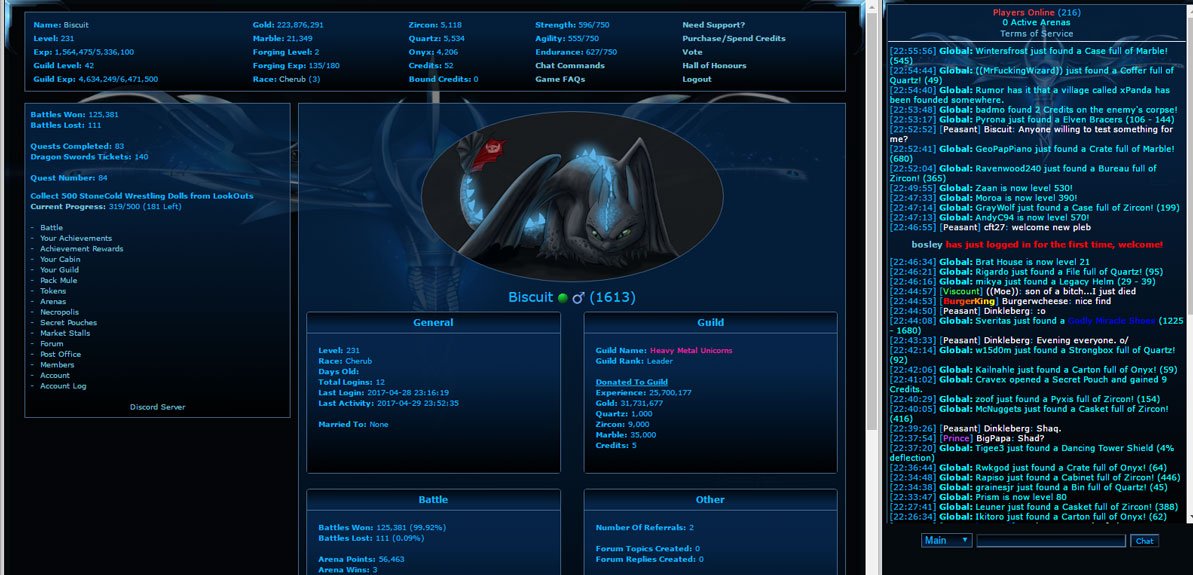 Name: Biscuit
Level: 231
Exp: 1,564,475/5,336,100
Guild Level: 42
Guild Exp: 4,634,249/6,471,500
Gold: 223,876,291
Marble: 21,349
Forging Level: 2
Forging Exp: 135/180
Race: Cherub (3)
Zircon: 5,118
Quartz: 5,534
Onyx: 4,206
Credits: 52
Bound Credits: 0
Strength: 596/750
Agility: 555/750
Endurance: 627/750
Chat Commands
Game FAQs
Need Support?
Purchase/Spend Credits
Vote
Hall of Honours
Logout
Battles Won: 125,381
Battles Lost: 111
Quests Completed: 83
Dragon Swords Tickets: 140
Quest Number: 84
Collect 500 StoneCold Wrestling Dolls from LookOuts
Current Progress: 319/500 (181 Left)
- Battle
- Your Achievements
- Achievement Rewards
- Your Cabin
- Your Guild
- Pack Mule
- Tokens
- Arenas
- Necropolis
- Secret Pouches
- Market Stalls
- Forum
- Post Office
- Members
- Account
- Account Log
Discord Server
Biscuit ♂ (1613)
General
Level: 231
Race: Cherub
Days Old:
Total Logins: 12
Last Login: 2017-04-28 23:16:19
Last Activity: 2017-04-29 23:52:35
Married To: None
Guild
Guild Name: Heavy Metal Unicorns
Guild Rank: Leader
Donated To Guild
Experience: 25,700,177
Gold: 31,731,677
Quartz: 1,000
Zircon: 9,000
Marble: 35,000
Credits: 5
Battle
Battles Won: 125,381 (99.92%)
Battles Lost: 111 (0.09%)
Arena Points: 56,463
Arena Wins: 3
Other
Number Of Referrals: 2
Forum Topics Created: 0
Forum Replies Created: 0
Players Online (216)
0 Active Arenas
Terms of Service
[22:55:56] Global: Wintersfrost just found a Case full of Marble!
(545)
[22:54:44] Global: ((MrFuckingWizard)) just found a Coffer full of
Quartz! (49)
[22:54:40] Global: Rumor has it that a village called xPanda has
been founded somewhere.
[22:53:48] Global: badmo found 2 Credits on the enemy's corpse!
[22:53:17] Global: Pyrona just found a Elven Bracers (106 - 144)
[22:52:52] [Peasant] Biscuit: Anyone willing to test something for
me?
[22:52:41] Global: GeoPapPiano just found a Crate full of Marble!
(680)
[22:52:04] Global: Ravenwood240 just found a Bureau full of
Zircon! (365)
[22:49:55] Global: Zaan is now level 530!
[22:47:33] Global: Moroa is now level 390!
[22:47:14] Global: GrayWolf just found a Case full of Zircon! (199)
[22:47:13] Global: AndyC94 is now level 570!
[22:46:55] [Peasant] cft27: welcome new pleb
bosley has just logged in for the first time, welcome!
[22:46:34] Global: Brat House is now level 21
[22:46:21] Global: Rigardo just found a File full of Quartz! (95)
[22:46:16] Global: mikya just found a Legacy Helm (29 - 39)
[22:44:57] [Viscount] ((Moe)): son of a bitch...I just died
[22:44:53] [BurgerKing] Burgerwcheese: nice find
[22:44:50] [Peasant] Dinkleberg: :o
[22:44:08] Global: Sveritas just found a Godly Miracle Shoes (1225
- 1680)
[22:43:33] [Peasant] Dinkleberg: Evening everyone. o/
[22:42:14] Global: w15d0m just found a Strongbox full of Quartz!
(92)
[22:42:06] Global: Kailnahle just found a Carton full of Onyx! (59)
[22:41:02] Global: Cravex opened a Secret Pouch and gained 9
Credits.
[22:40:29] Global: zoof just found a Pyxis full of Zircon! (154)
[22:40:05] Global: McNuggets just found a Casket full of Zircon!
(416)
[22:39:26] [Peasant] Dinkleberg: Shaq.
[22:37:54] [Prince] BigPapa: Shad?
[22:37:20] Global: Tigee3 just found a Dancing Tower Shield (4%
deflection)
[22:36:44] Global: Rwkgod just found a Crate full of Onyx! (64)
[22:34:48] Global: Rapiso just found a Cabinet full of Zircon! (446)
[22:34:38] Global: grainesjr just found a Bin full of Quartz! (45)
[22:33:47] Global: Prism is now level 80
[22:27:41] Global: Leuner just found a Casket full of Zircon! (388)
[22:26:34] Global: Ikitoro just found a Carton full of Onyx! (62)
Main
Chat